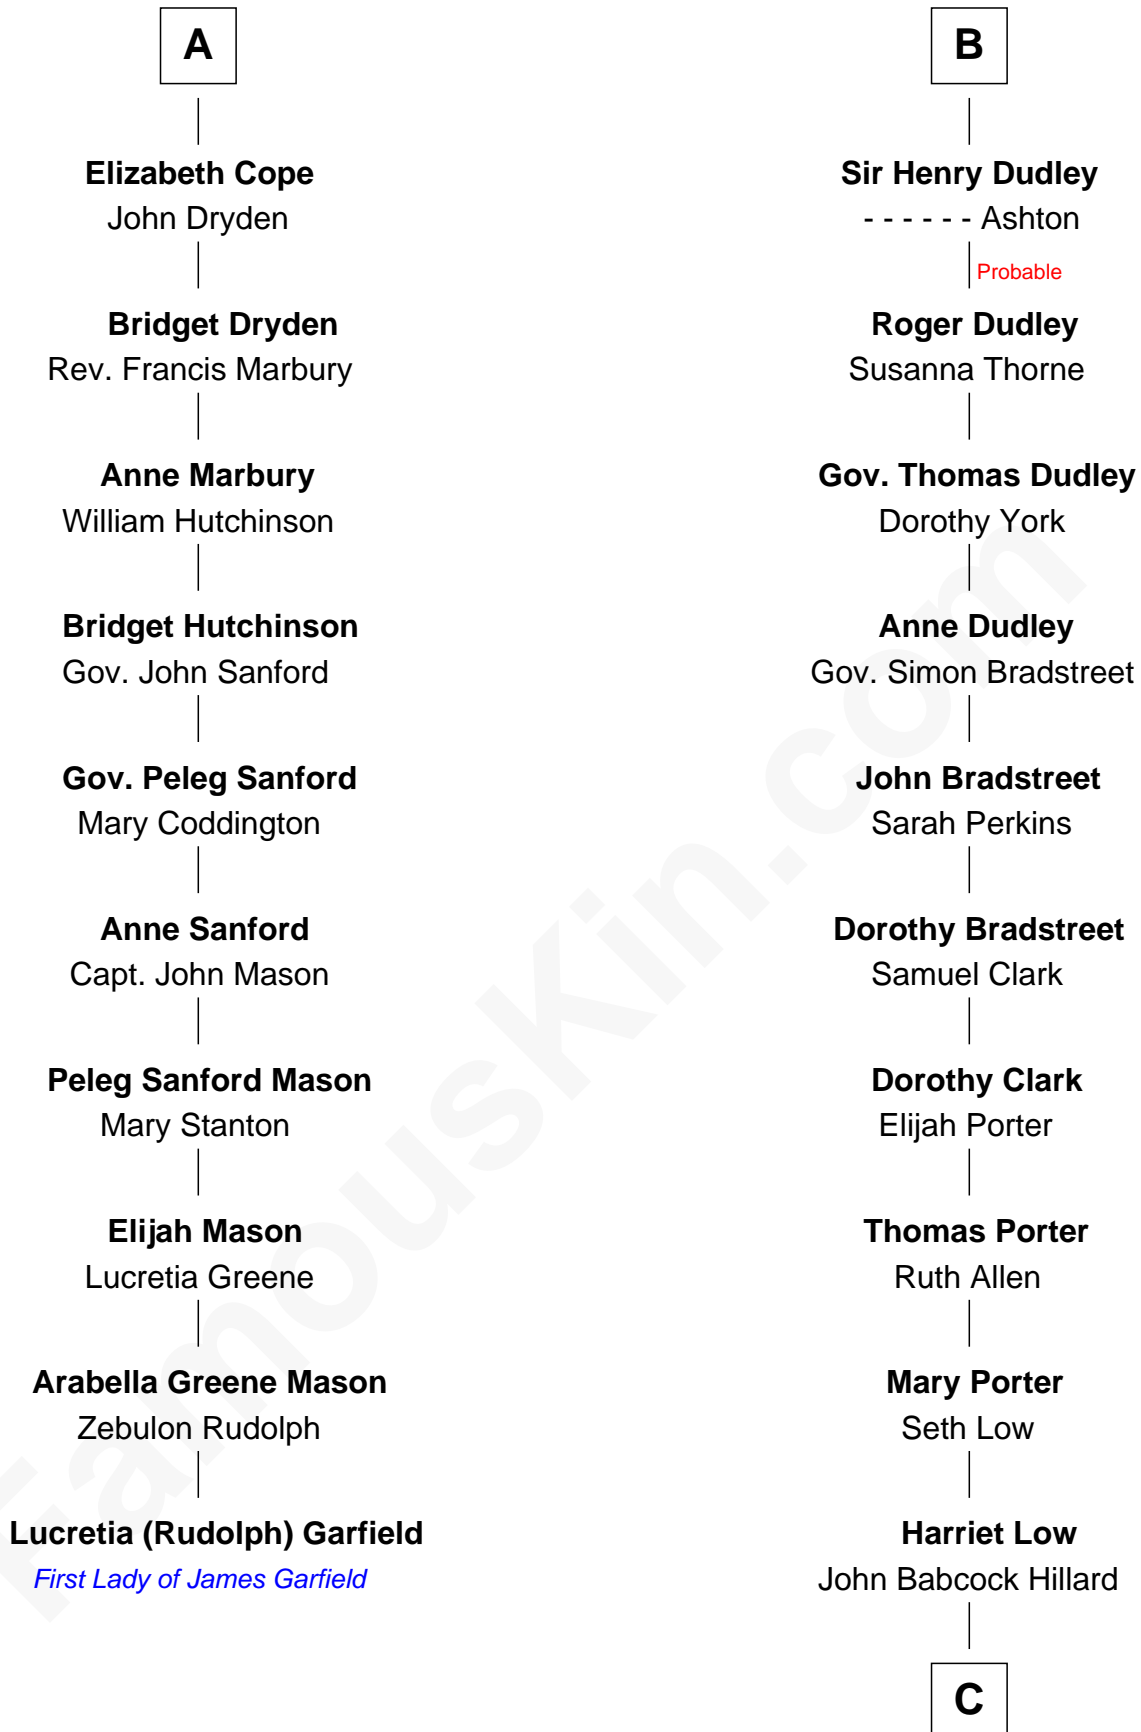 A
Elizabeth Cope
John Dryden
Bridget Dryden
Rev. Francis Marbury
Anne Marbury
William Hutchinson
Bridget Hutchinson
Gov. John Sanford
Gov. Peleg Sanford
Mary Coddington
Anne Sanford
Capt. John Mason
Peleg Sanford Mason
Mary Stanton
Elijah Mason
Lucretia Greene
Arabella Greene Mason
Zebulon Rudolph
Lucretia (Rudolph) Garfield
First Lady of James Garfield
B
Sir Henry Dudley
- - - - - - Ashton
Probable
Roger Dudley
Susanna Thorne
Gov. Thomas Dudley
Dorothy York
Anne Dudley
Gov. Simon Bradstreet
John Bradstreet
Sarah Perkins
Dorothy Bradstreet
Samuel Clark
Dorothy Clark
Elijah Porter
Thomas Porter
Ruth Allen
Mary Porter
Seth Low
Harriet Low
John Babcock Hillard
C
FamousKin.com